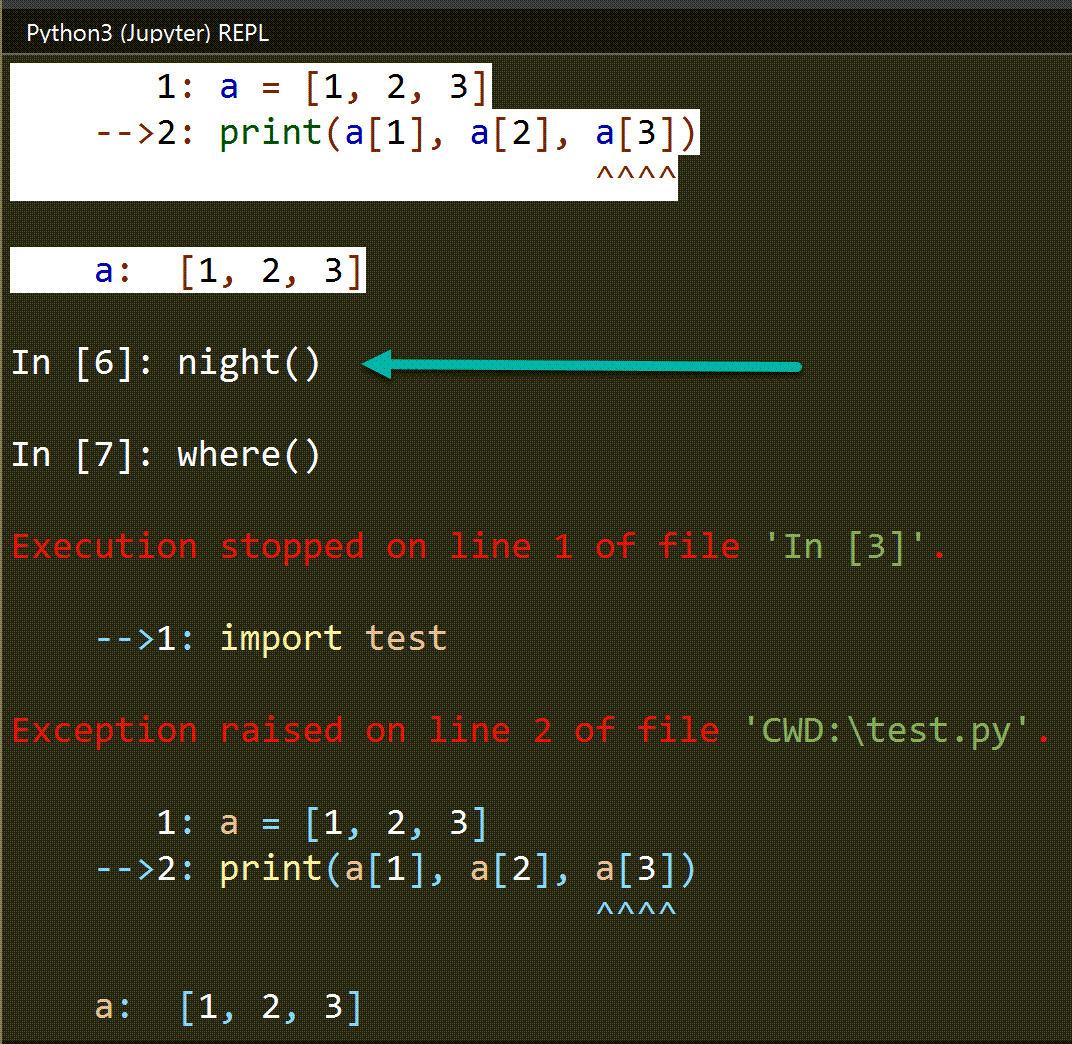 Python3 (Jupyter) REPL
1: a = [1, 2, 3]
-->2: print(a[1], a[2], a[3])
^^^^
a:  [1, 2, 3]
In [6]: night()
In [7]: where()
Execution stopped on line 1 of file 'In [3]'.
-->1: import test
Exception raised on line 2 of file 'CWD:\test.py'.
1: a = [1, 2, 3]
-->2: print(a[1], a[2], a[3])
^^^^
a:  [1, 2, 3]